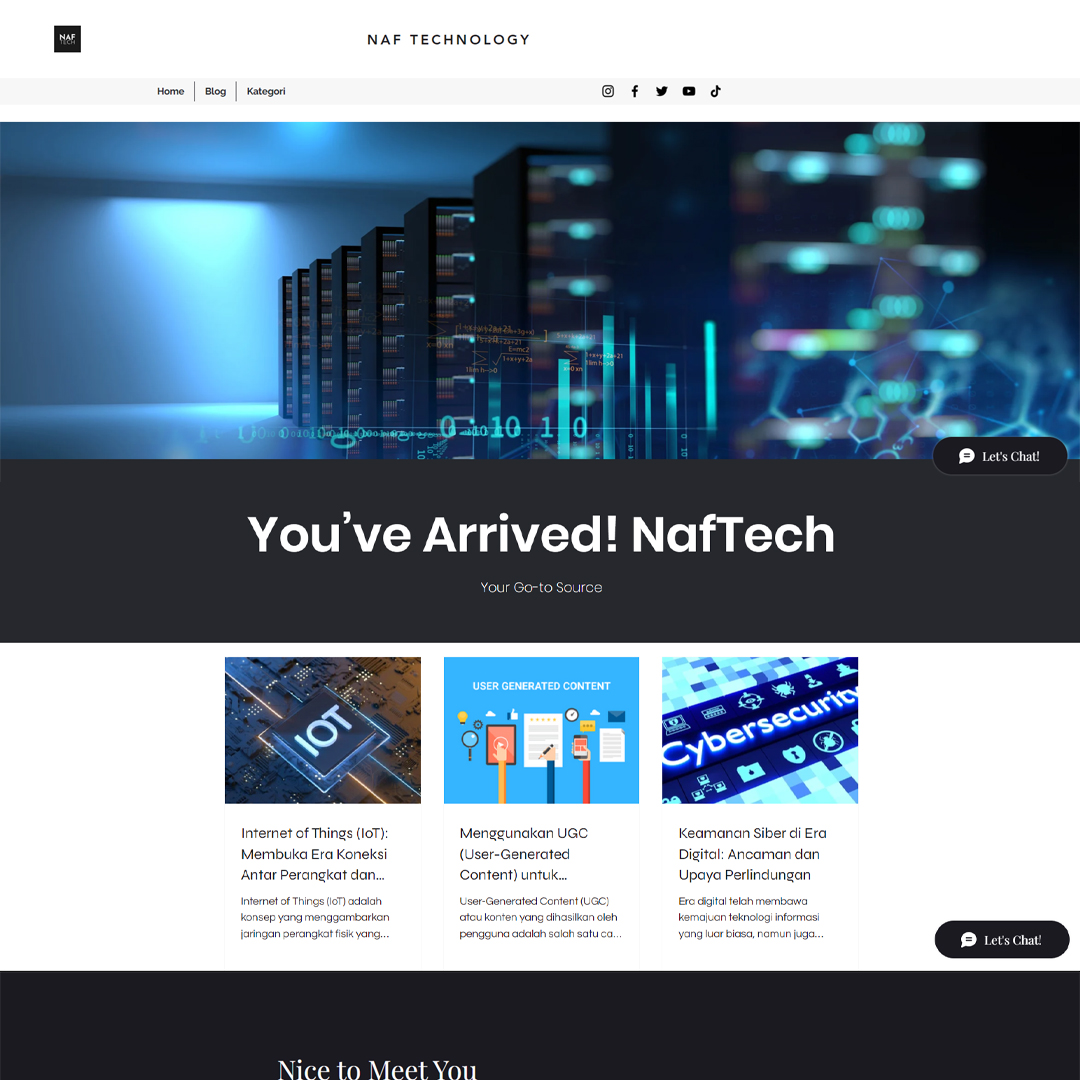 NAF
TECH
NAF TECHNOLOGY
Home
Blog
Kategori
E=mc2
1+x+y+2a
Let's Chat!
You've Arrived! NafTech
Your Go-to Source
IOT
USER GENERATED CONTENT
Cybersecurity
Internet of Things (IoT):
Membuka Era Koneksi
Antar Perangkat dan...
Internet of Things (IoT) adalah
konsep yang menggambarkan
jaringan perangkat fisik yang...
Menggunakan UGC
(User-Generated
Content) untuk...
User-Generated Content (UGC)
atau konten yang dihasilkan oleh
pengguna adalah salah satu ca...
Keamanan Siber di Era
Digital: Ancaman dan
Upaya Perlindungan
Era digital telah membawa
kemajuan teknologi informasi
yang luar biasa, namun juga...
Let's Chat!
Nice to Meet You